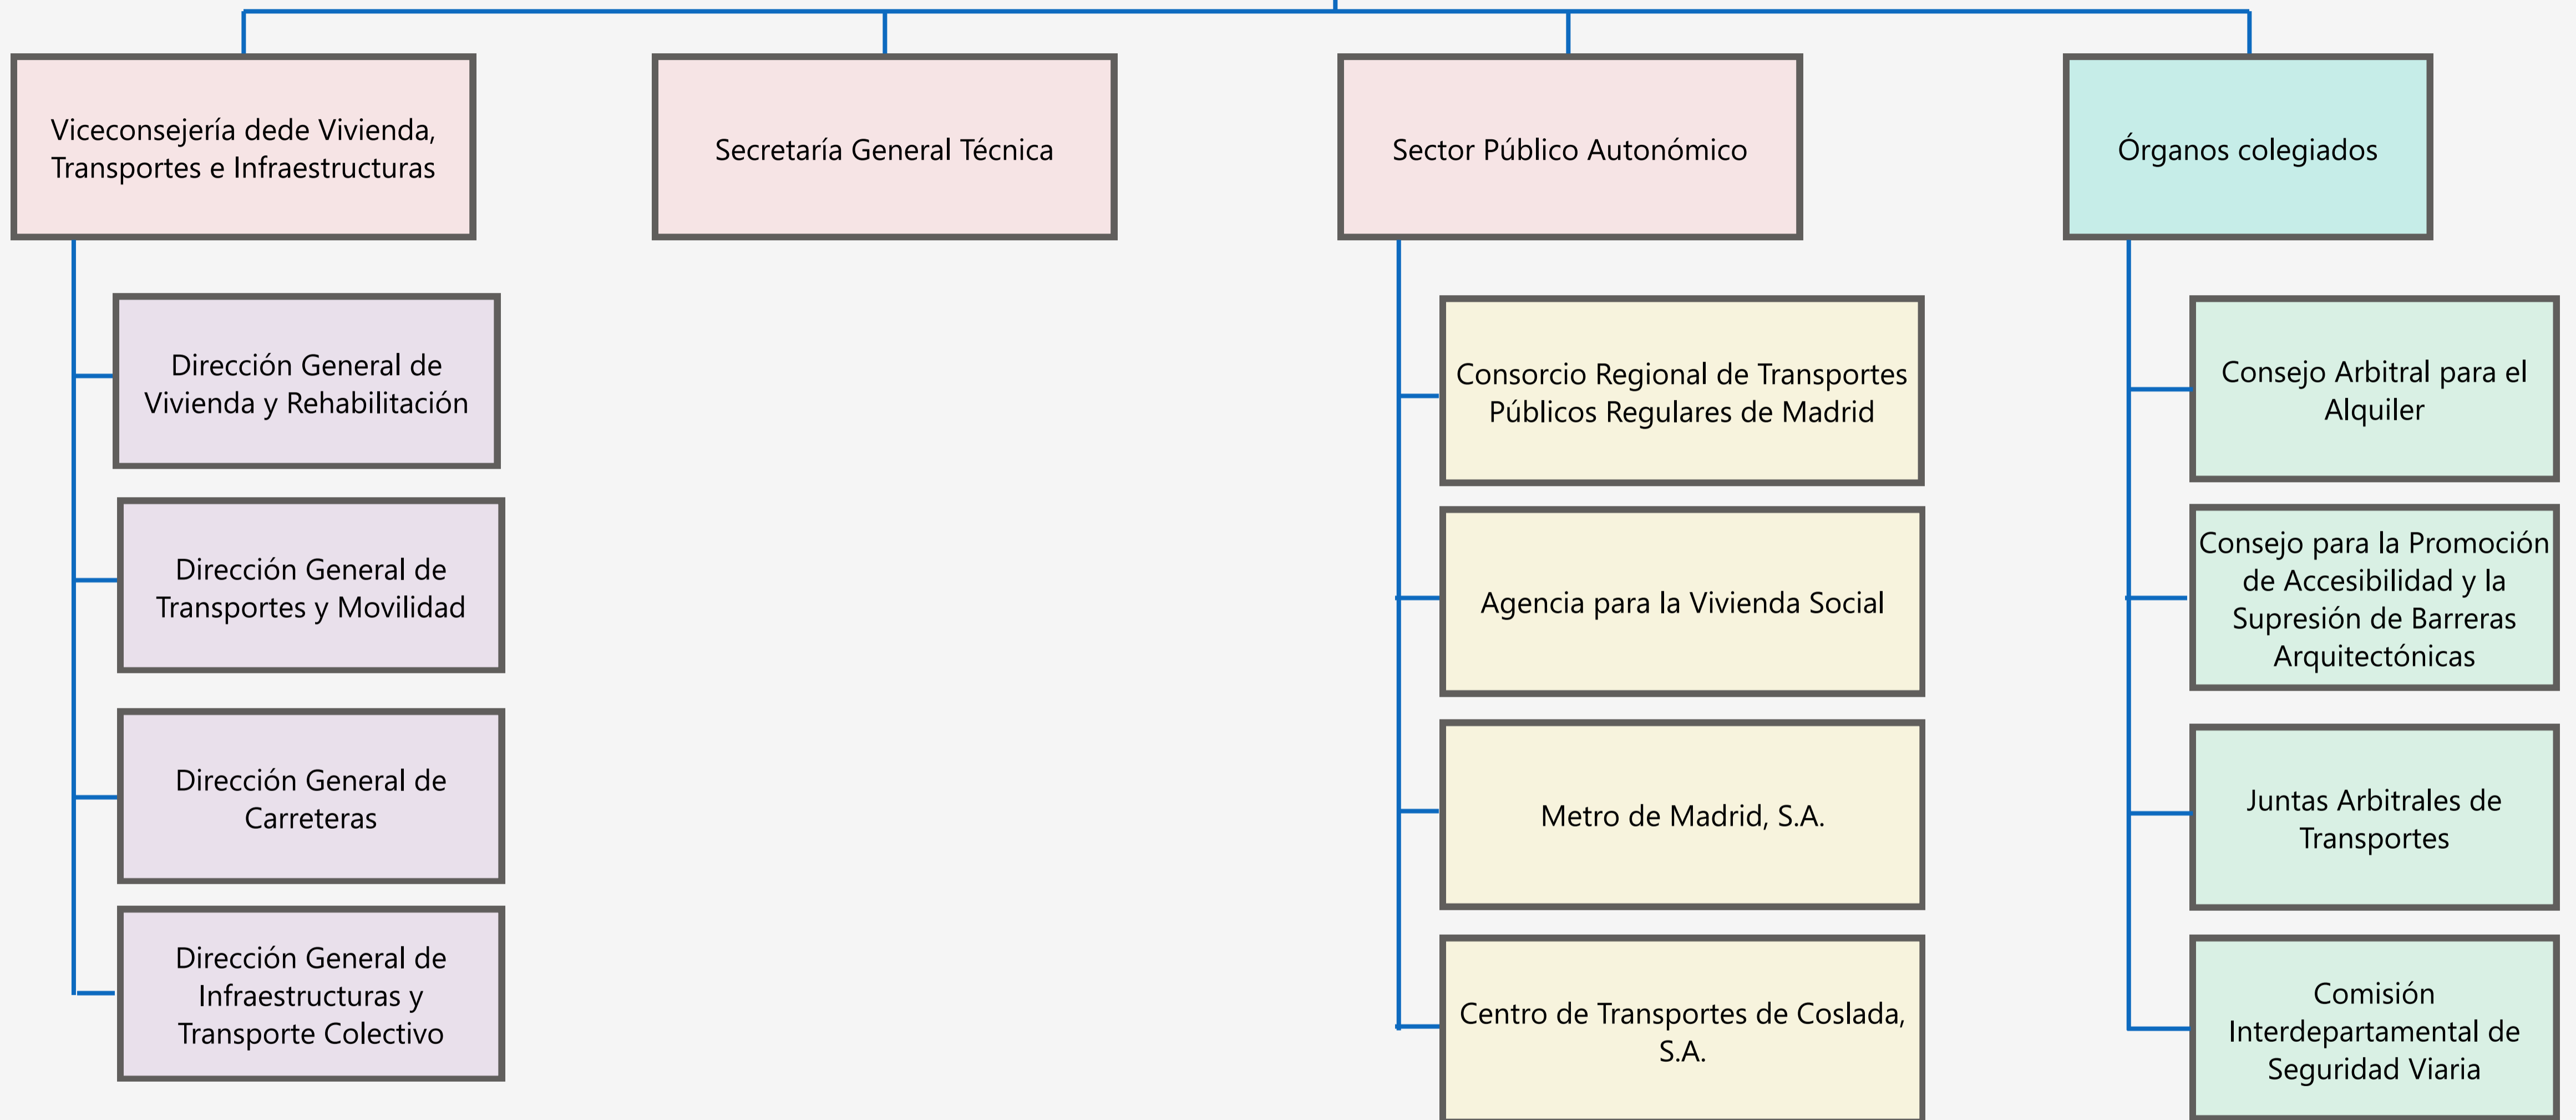 Viceconsejería dede Vivienda,
Transportes e Infraestructuras
Secretaría General Técnica
Sector Público Autonómico
Órganos colegiados
Dirección General de
Vivienda y Rehabilitación
Dirección General de
Transportes y Movilidad
Dirección General de
Carreteras
Dirección General de
Infraestructuras y
Transporte Colectivo
Consorcio Regional de Transportes
Públicos Regulares de Madrid
Agencia para la Vivienda Social
Metro de Madrid, S.A.
Centro de Transportes de Coslada,
S.A.
Consejo Arbitral para el
Alquiler
Consejo para la Promoción
de Accesibilidad y la
Supresión de Barreras
Arquitectónicas
Juntas Arbitrales de
Transportes
Comisión
Interdepartamental de
Seguridad Viaria